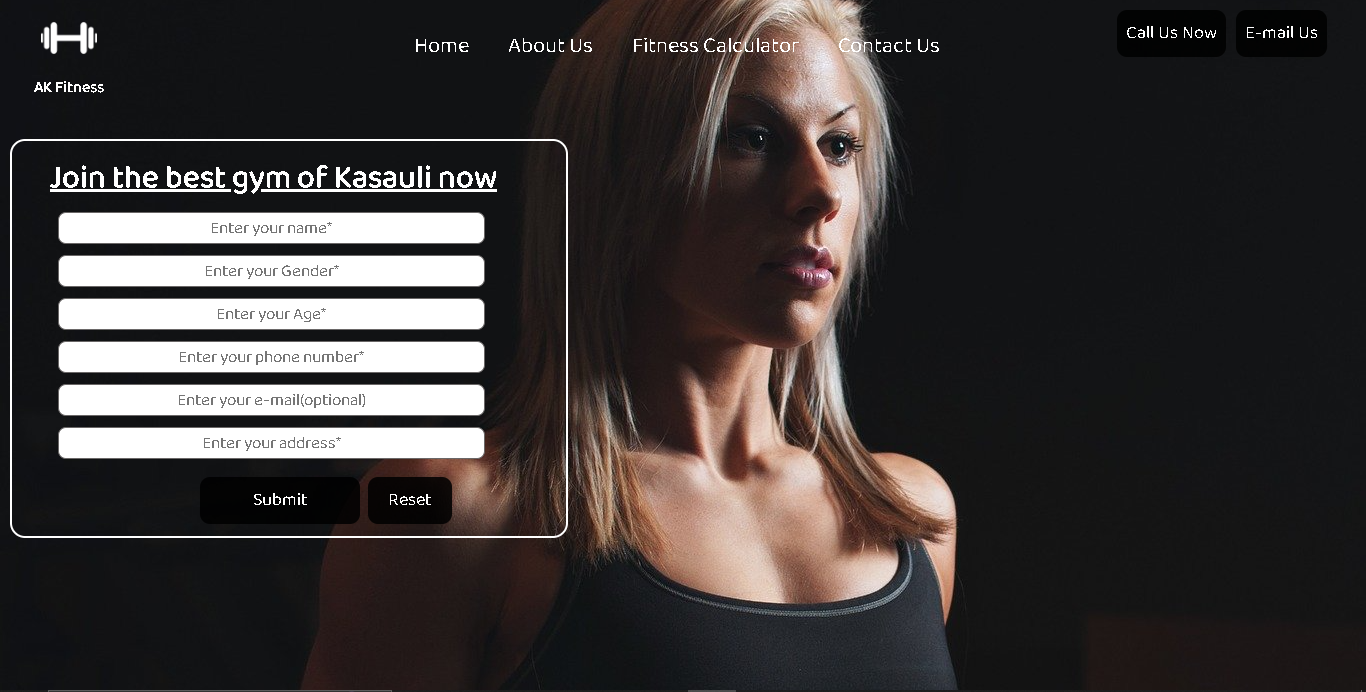 Home
About Us
Fitness Calculator
Contact Us
Call Us Now
E-mail Us
AK Fitness
Join the best gym of Kasauli now
Enter your name*
Enter your Gender*
Enter your Age*
Enter your phone number*
Enter your e-mail(optional)
Enter your address*
Submit
Reset